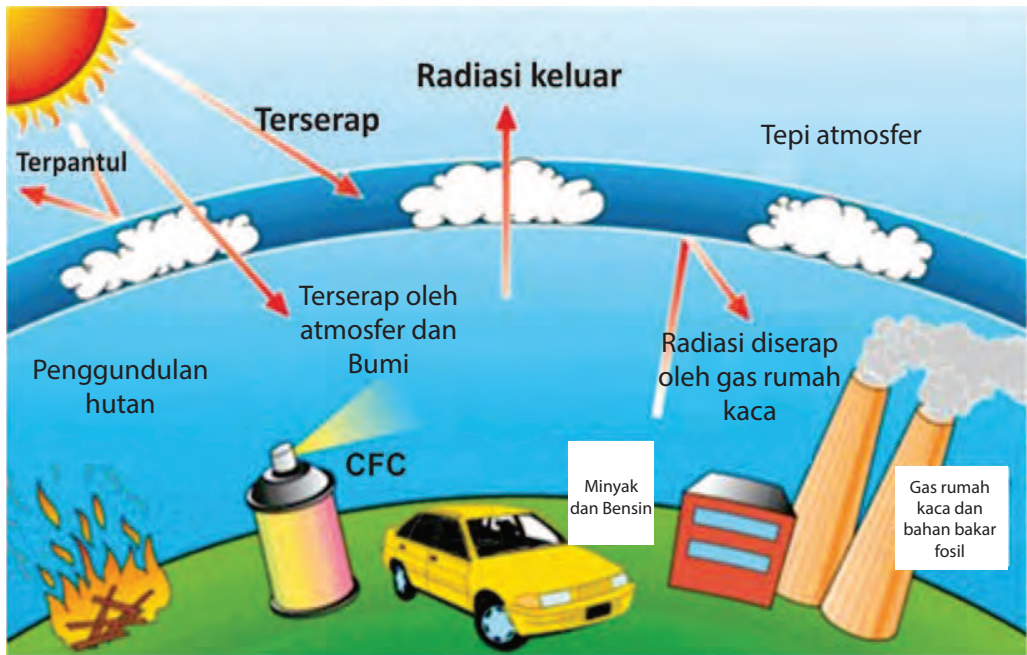 Radiasi keluar
Terserap
Tepi atmosfer
Terpantul
Terserap oleh
atmosfer dan
Bumi
Radiasi diserap
oleh gas rumah
kaca
Penggundulan
hutan
CFC
Minyak
dan Bensin
Gas rumah
kaca dan
bahan bakar
fosil